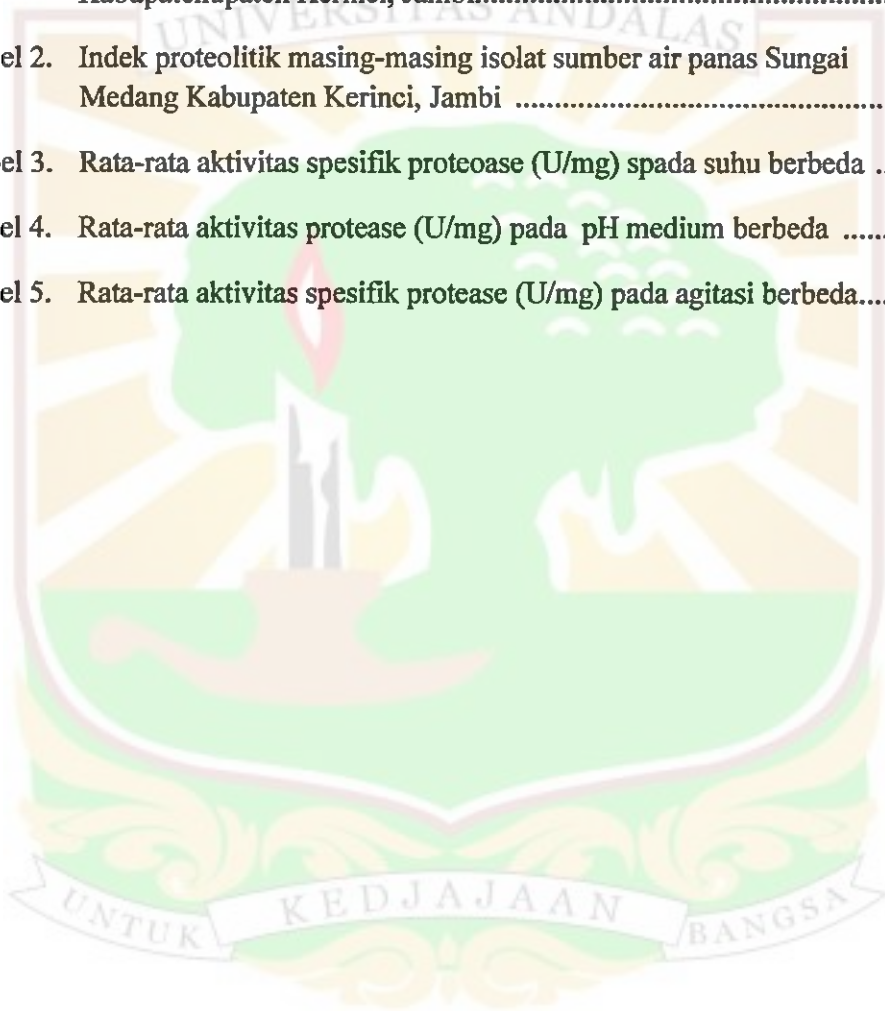 UNIVERSITAS ANDALAS
el 2. Indek proteolitik masing-masing isolat sumber air panas Sungai
Medang Kabupaten Kerinci, Jambi ................................................
el 3. Rata-rata aktivitas spesifik proteoase (U/mg) spada suhu berbeda ..
el 4. Rata-rata aktivitas protease (U/mg) pada pH medium berbeda ......
el 5. Rata-rata aktivitas spesifik protease (U/mg) pada agitasi berbeda....
UNTUK KEDJAJAAN BANGSA